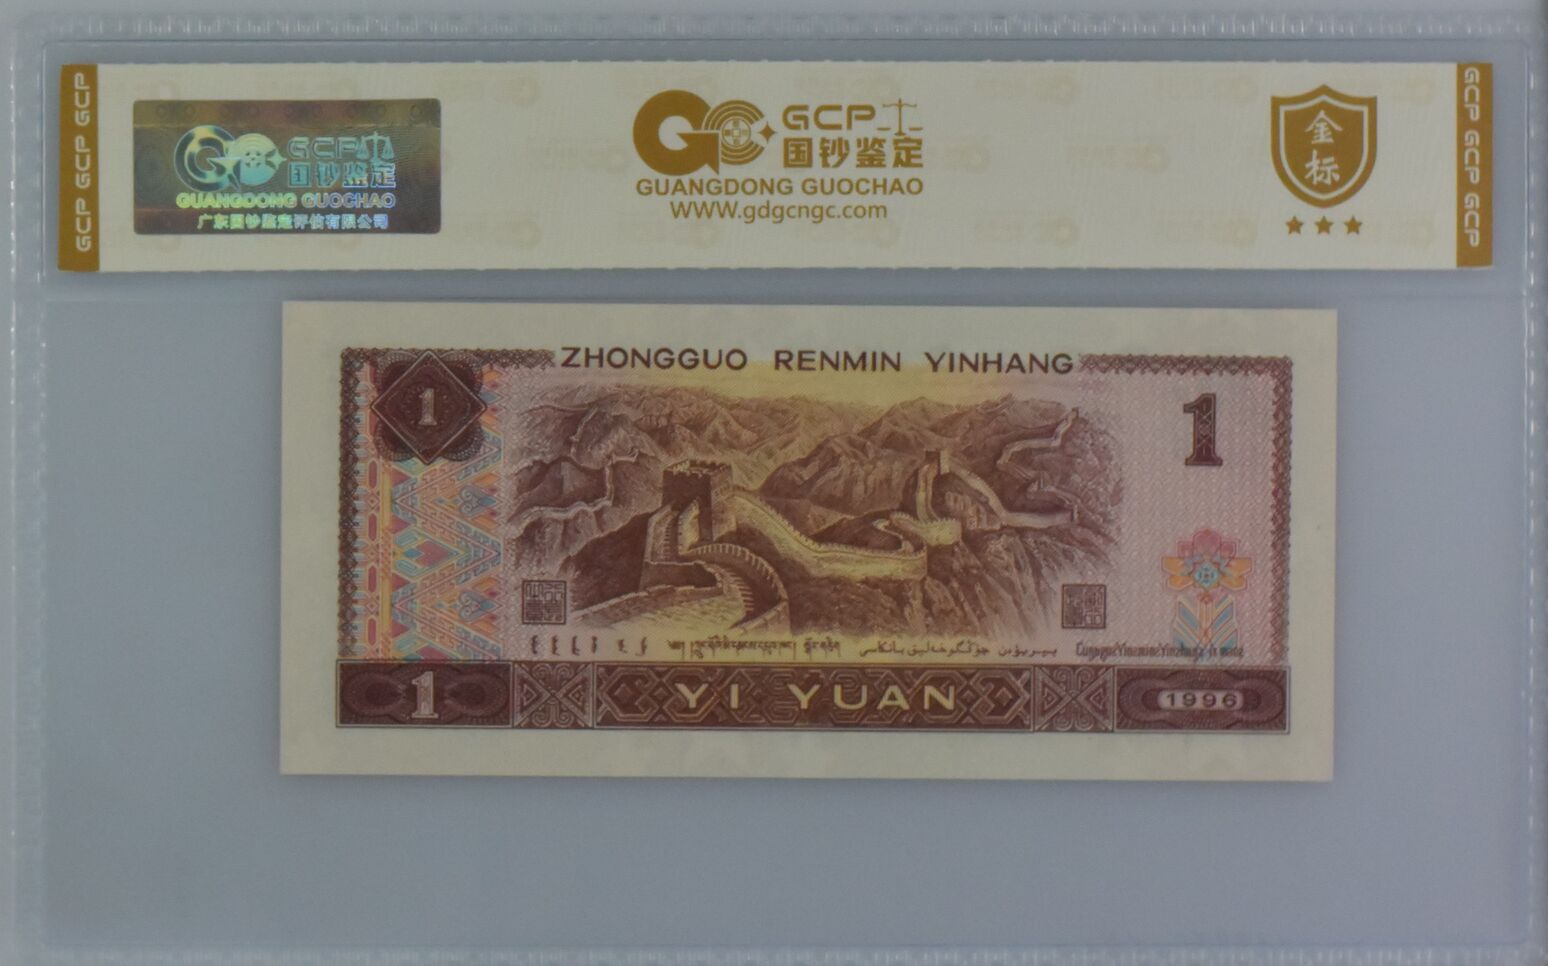 GCP GCP GCP
GCP
国钞鉴定
GUANGDONG GUOCHAO
广东国钞鉴定评估有限公司
GCP
国钞鉴定
GUANGDONG GUOCHAO
WWW.gdgcngc.com
金标
GCP GCP GCP
ZHONGGUO RENMIN YINHANG
1
1
1 YI YUAN 1996